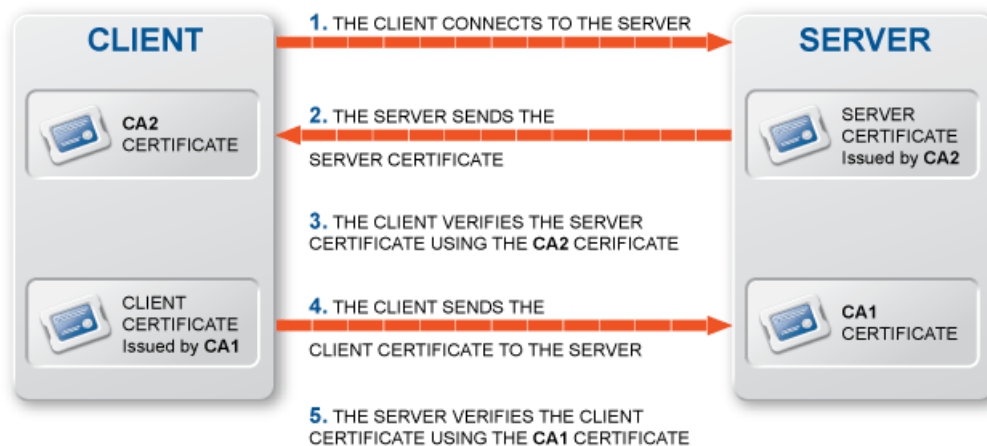 CLIENT
1. THE CLIENT CONNECTS TO THE SERVER
SERVER
CA2
CERTIFICATE
2. THE SERVER SENDS THE
SERVER CERTIFICATE
SERVER
CERTIFICATE
Issued by CA2
3. THE CLIENT VERIFIES THE SERVER
CERTIFICATE USING THE CA2 CERIFICATE
CLIENT
CERTIFICATE
Issued by CA1
4. THE CLIENT SENDS THE
CLIENT CERTIFICATE TO THE SERVER
CA1
CERTIFICATE
5. THE SERVER VERIFIES THE CLIENT
CERTIFICATE USING THE CA1 CERTIFICATE